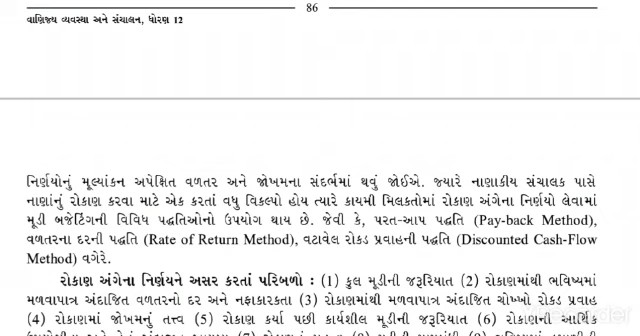 86
વાણિજ્ય વ્યવસ્થા અને સંચાલન, ધોરણ 12
નિર્ણયોનું મૂલ્યાંકન અપેક્ષિત વળતર અને જોખમના સંદર્ભમાં થવું જોઈએ. જ્યારે નાણાકીય સંચાલક પાસે
નાણાંનું રોકાણ કરવા માટે એક કરતાં વધુ વિકલ્પો હોય ત્યારે કાયમી મિલકતોમાં રોકાણ અંગેના નિર્ણયો લેવામાં
મૂડી બજેટિંગની વિવિધ પદ્ધતિઓનો ઉપયોગ થાય છે. જેવી કે, પરત-આપ પદ્ધતિ (Pay-back Method),
વળતરના દરની પદ્ધતિ (Rate of Return Method), વટાવેલ રોકડ પ્રવાહની પદ્ધતિ (Discounted Cash-Flow
Method) વગેરે.
રોકાણ અંગેના નિર્ણયને અસર કરતાં પરિબળો : (1) કુલ મૂડીની જરૂરિયાત (2) રોકાણમાંથી ભવિષ્યમાં
મળવાપાત્ર અંદાજિત વળતરનો દર અને નફાકારકતા (3) રોકાણમાંથી મળવાપાત્ર અંદાજિત ચોખ્ખો રોકડ પ્રવાહ
(4) રોકાણમાં જોખમનું તત્ત્વ (5) રોકાણ કર્યા પછી કાર્યશીલ મૂડીની જરૂરિયાત (6) રોકાણની આર્થિક